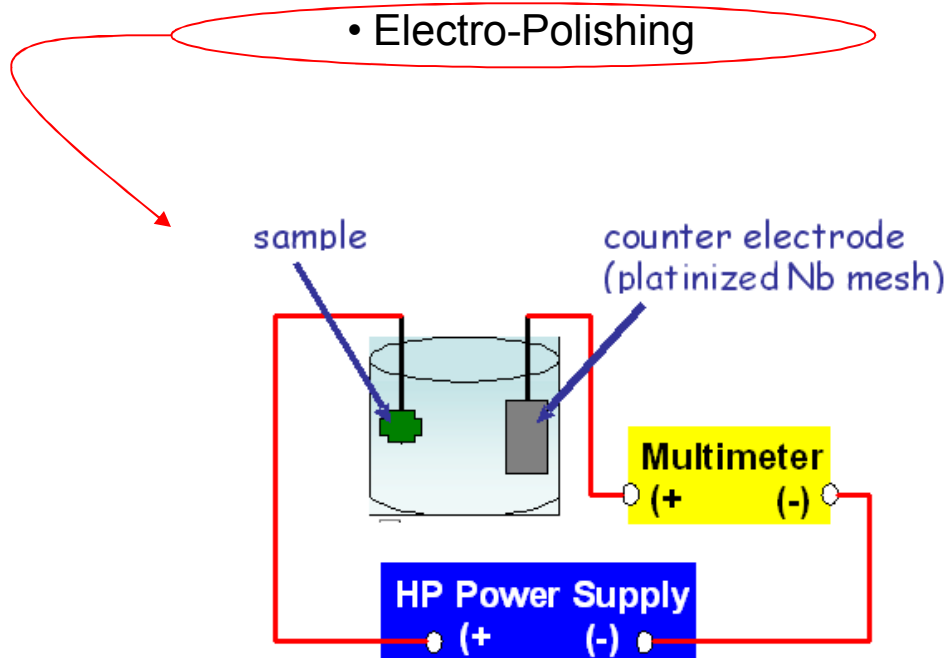 • Electro-Polishing
sample
counter electrode
(platinized Nb mesh)
Multimeter
(+ (-)
HP Power Supply
(+ (-)